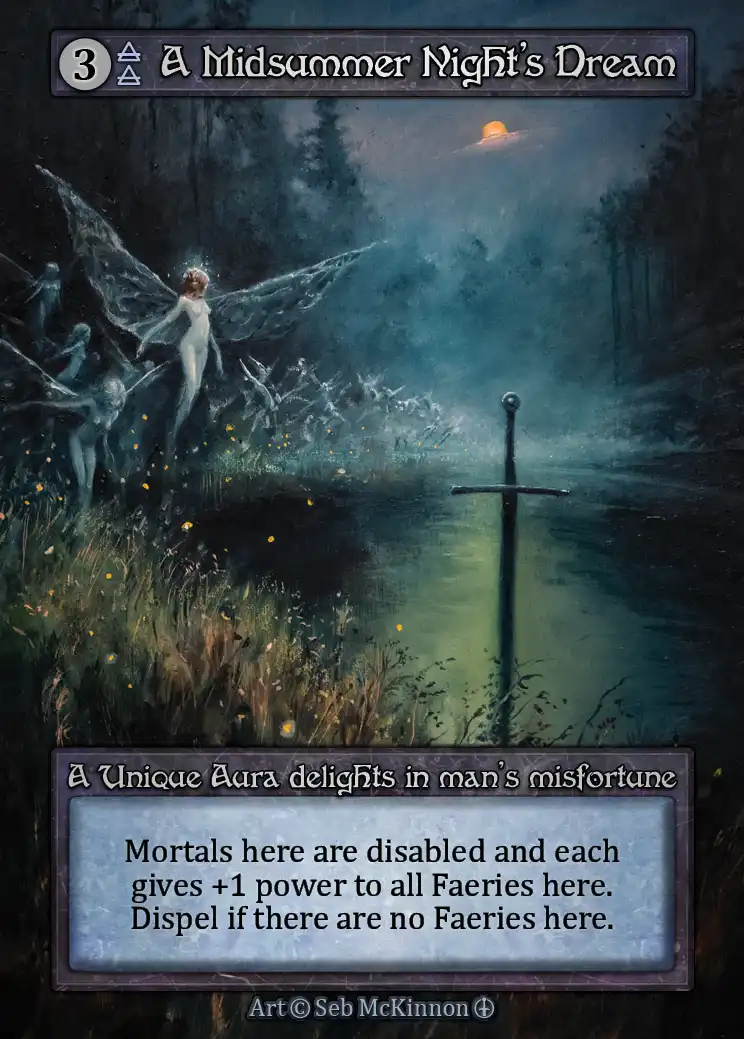 3 A Midsummer Night's Dream
A Unique Aura delights in man's misfortune
Mortals here are disabled and each
gives +1 power to all Faeries here.
Dispel if there are no Faeries here.
Art © Seb McKinnon